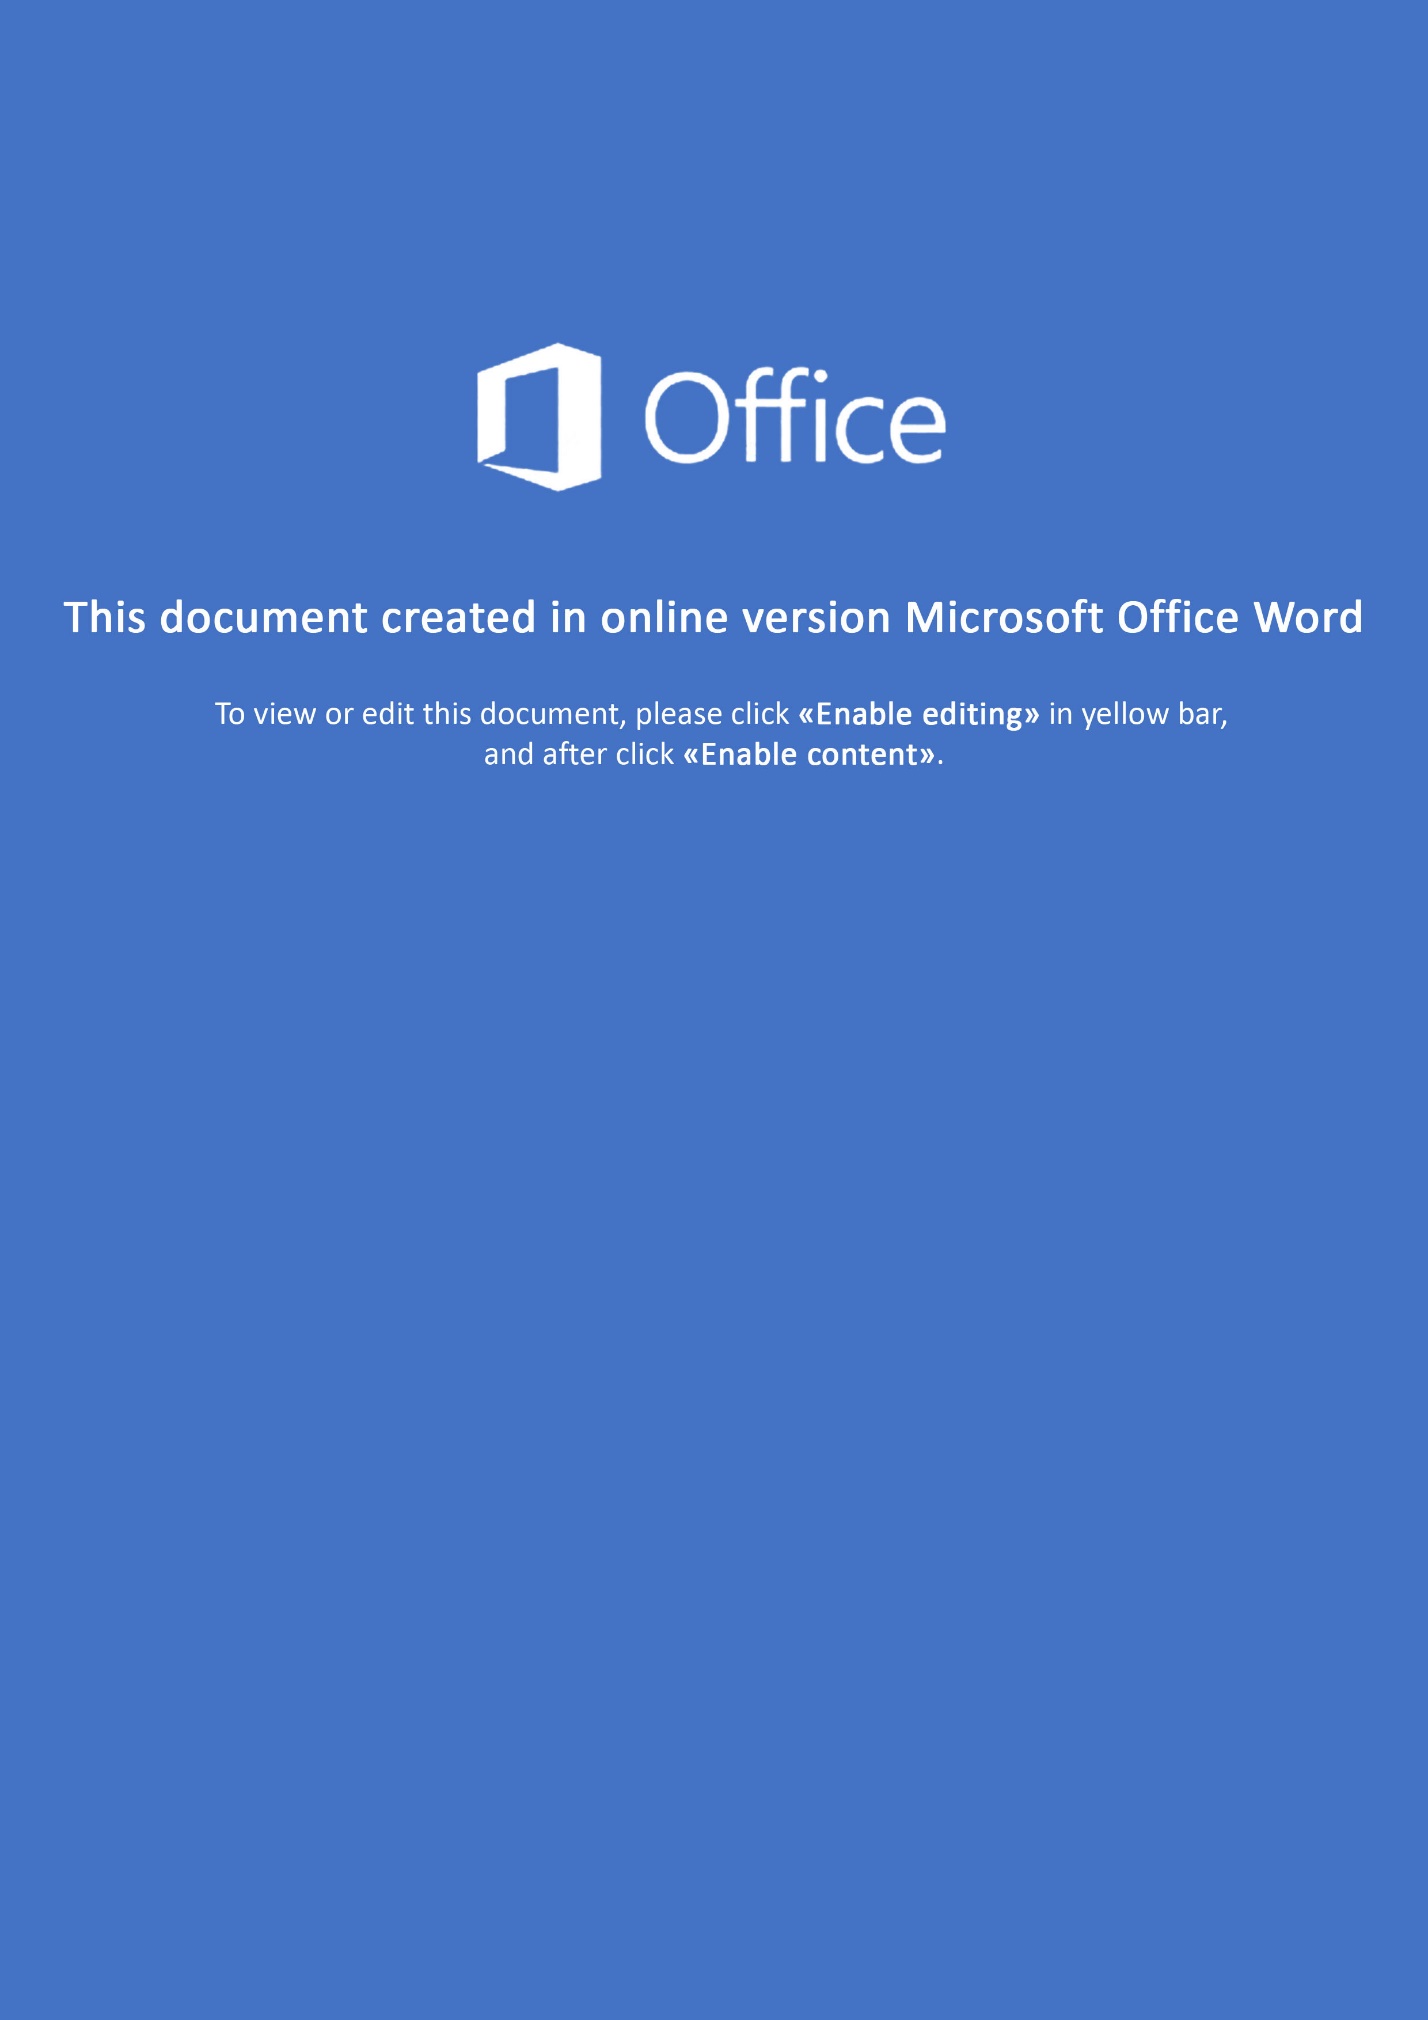 Office
This document created in online version Microsoft Office Word
To view or edit this document, please click «Enable editing» in yellow bar,
and after click «Enable content».